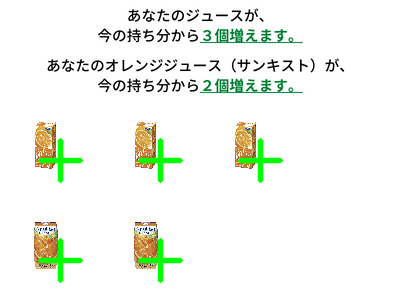 あなたのジュースが、
今の持ち分から３個増えます。
あなたのオレンジジュース（サンキスト）が、
今の持ち分から２個増えます。